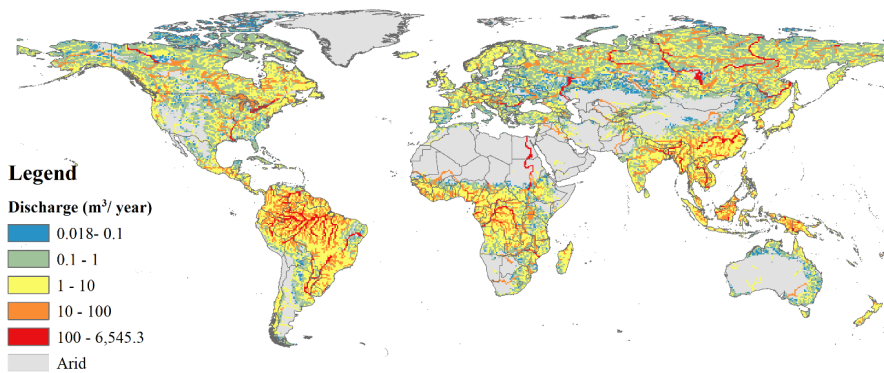 Legend
Discharge (m³/ year)
0.018- 0.1
0.1 - 1
1 - 10
10 - 100
100 - 6,545.3
Arid